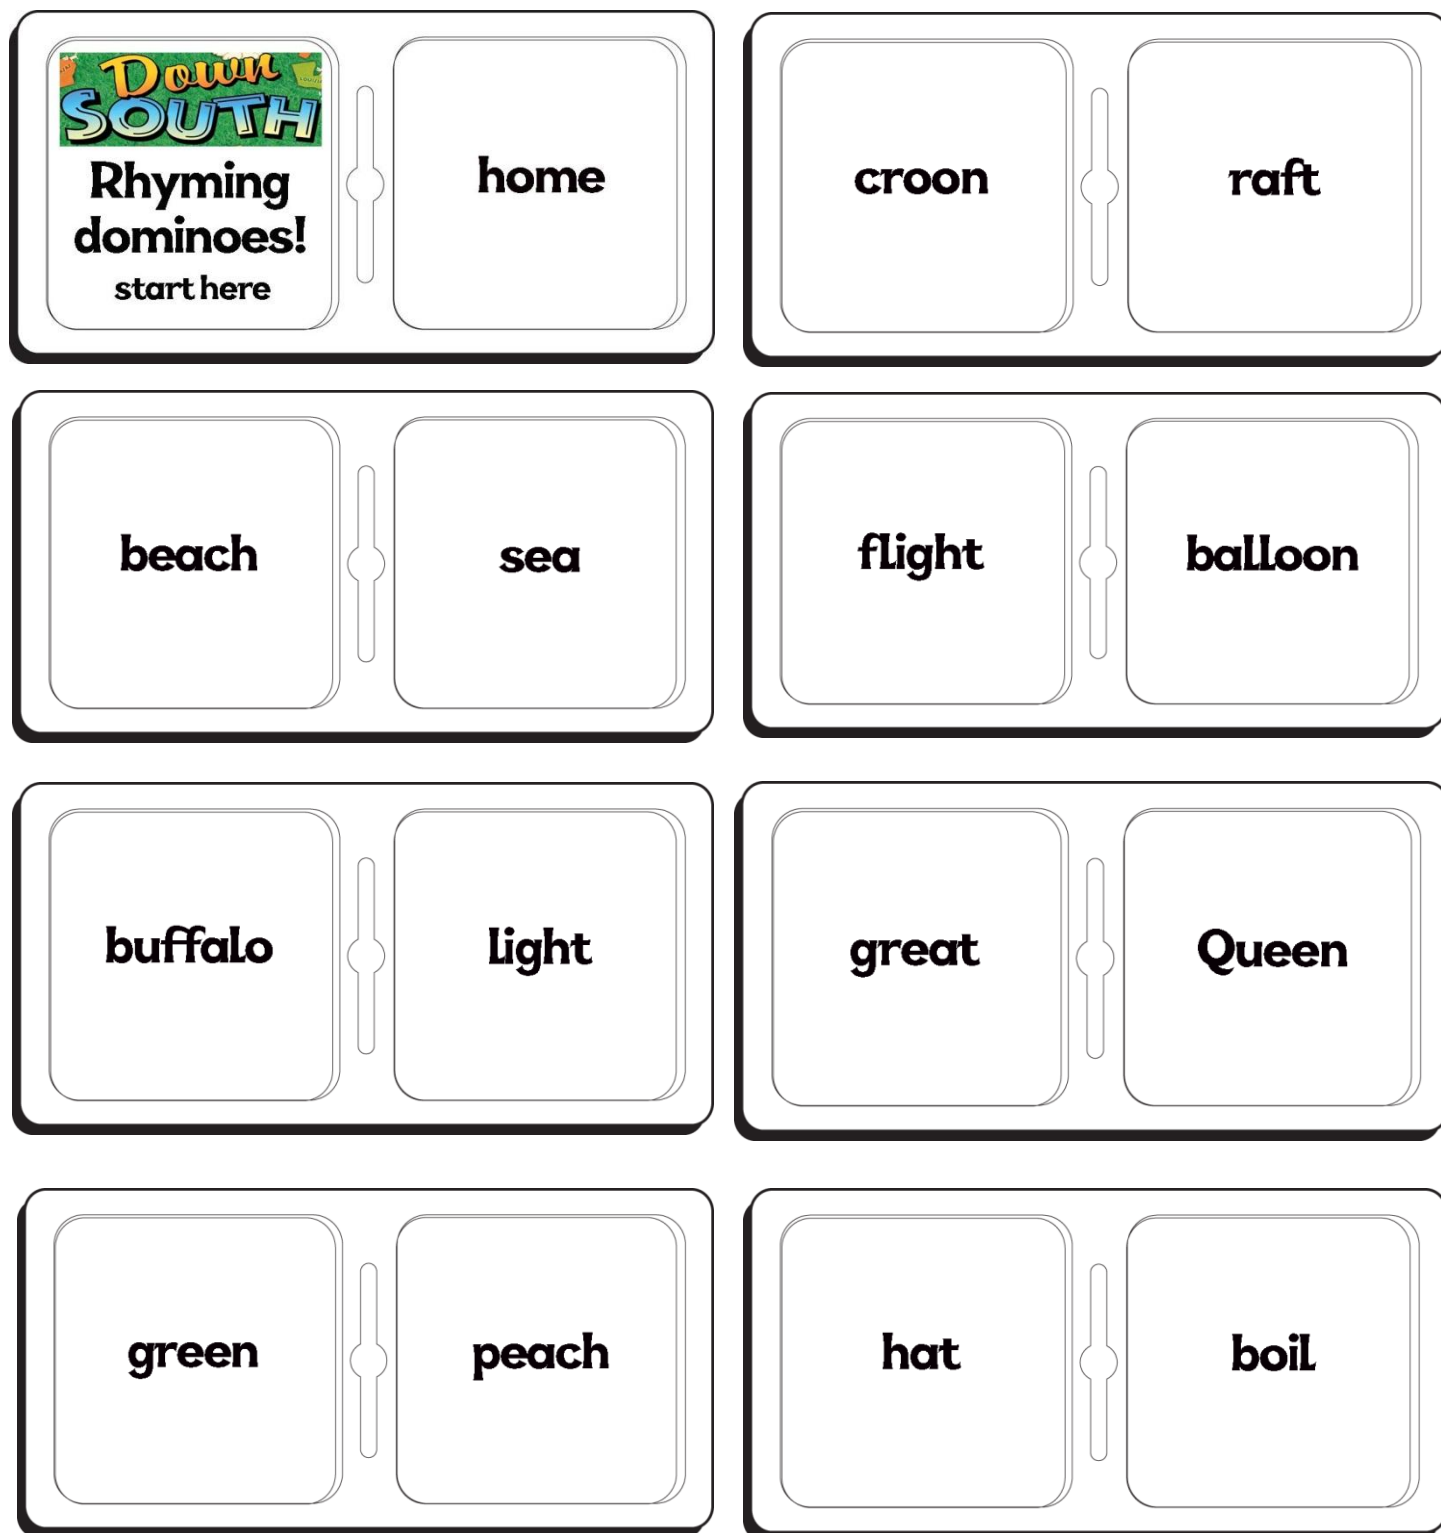 Down
SOUTH
Rhyming
dominoes!
start here
home
croon
raft
beach
sea
flight
balloon
buffalo
light
great
Queen
green
peach
hat
boil